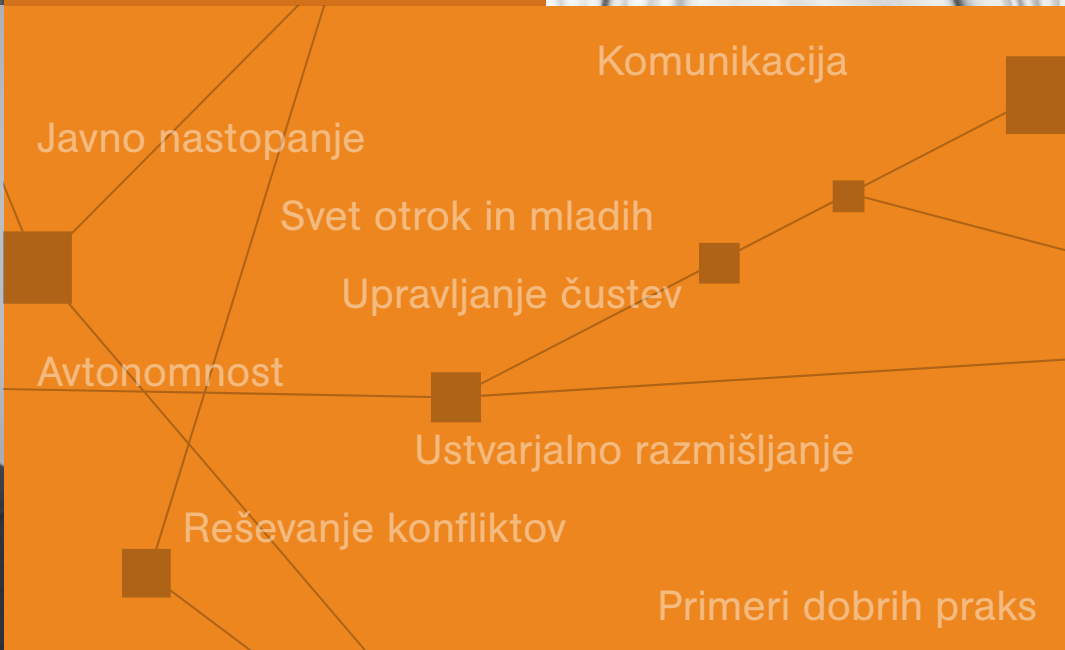 Komunikacija
Javno nastopanje
Svet otrok in mladih
Upravljanje čustev
Avtonomnost
Ustvarjalno razmišljanje
Reševanje konfliktov
Primeri dobrih praks